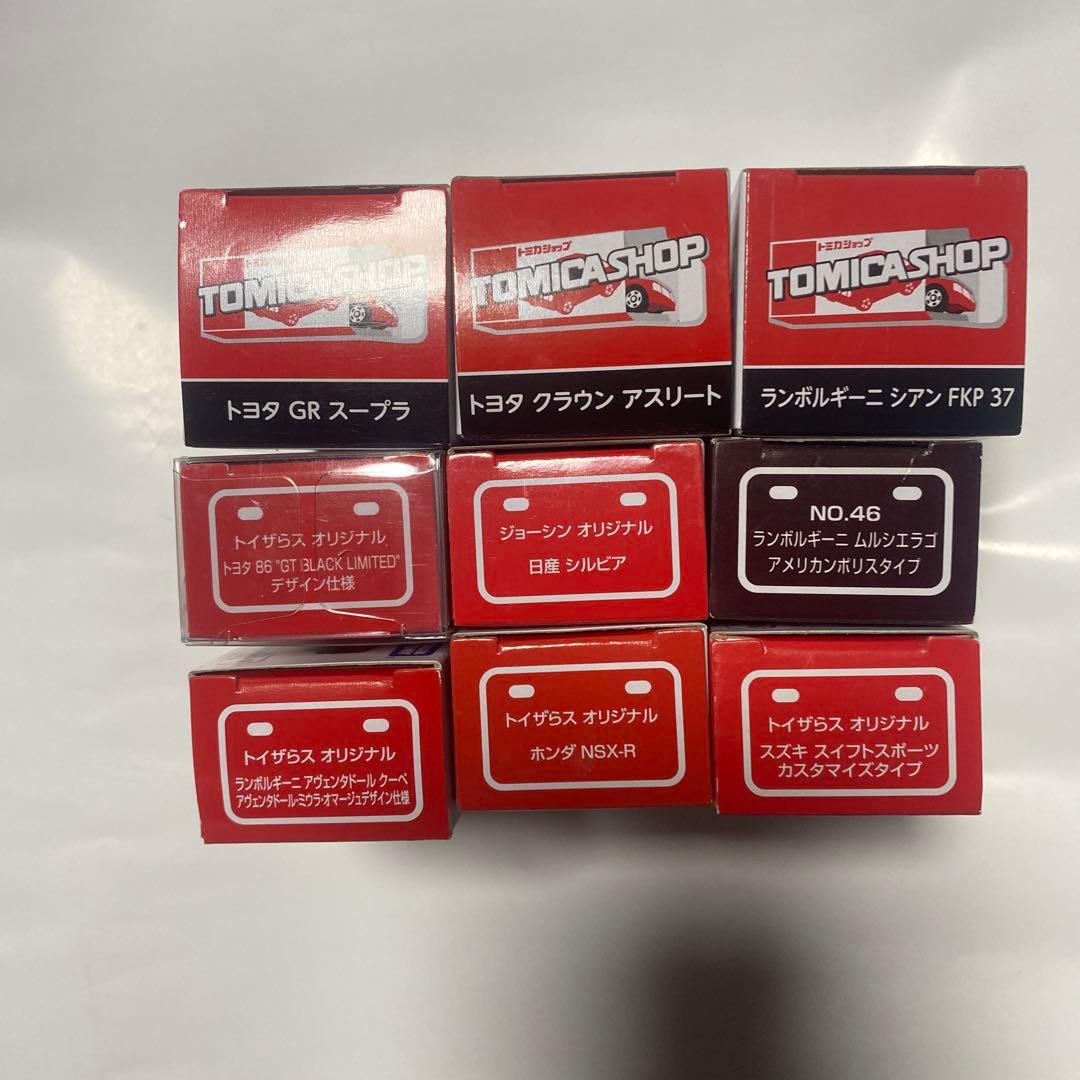 トミカショップ
TOMICA SHOP
トヨタ GR スープラ
トミカショップ
TOMICA SHOP
トヨタ クラウン アスリート
トミカショップ
TOMICA SHOP
ランボルギーニ シアン FKP 37
トイザらス オリジナル
トヨタ 86 "GT BLACK LIMITED"
デザイン仕様
ジョーシン オリジナル
日産 シルビア
NO.46
ランボルギーニ ムルシエラゴ
アメリカンポリスタイプ
トイザらス オリジナル
ランボルギーニ アヴェンタドール クーペ
アヴェンタドール・ミウラ・オマージュデザイン仕様
トイザらス オリジナル
ホンダ NSX-R
トイザらス オリジナル
スズキ スイフトスポーツ
カスタマイズタイプ